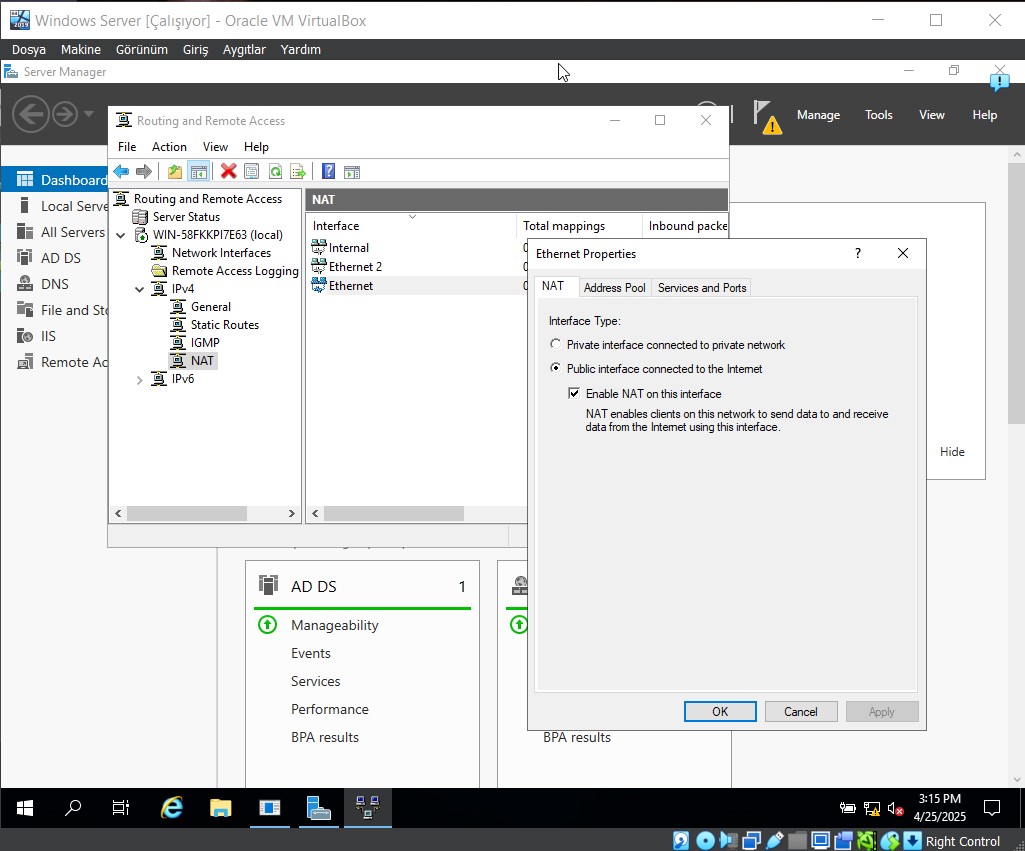 Windows Server [Çalışıyor] - Oracle VM VirtualBox
Dosya Makine Görünüm Giriş Aygıtlar Yardım
Server Manager
Manage Tools View Help
Routing and Remote Access
File Action View Help
Dashboard
Local Serve
All Servers
AD DS
DNS
File and Sto
IIS
Remote Ac
Routing and Remote Access
Server Status
WIN-58FKKPI7E63 (local)
Network Interfaces
Remote Access Logging
IPv4
General
Static Routes
IGMP
NAT
IPv6
NAT
Interface Total mappings Inbound packe
Internal 0
Ethernet 2 0
Ethernet 0
Ethernet Properties
NAT Address Pool Services and Ports
Interface Type:
Private interface connected to private network
Public interface connected to the Internet
Enable NAT on this interface
NAT enables clients on this network to send data to and receive
data from the Internet using this interface.
OK Cancel Apply
Hide
AD DS 1
Manageability
Events
Services
Performance
BPA results
BPA results
3:15 PM
4/25/2025
Right Control